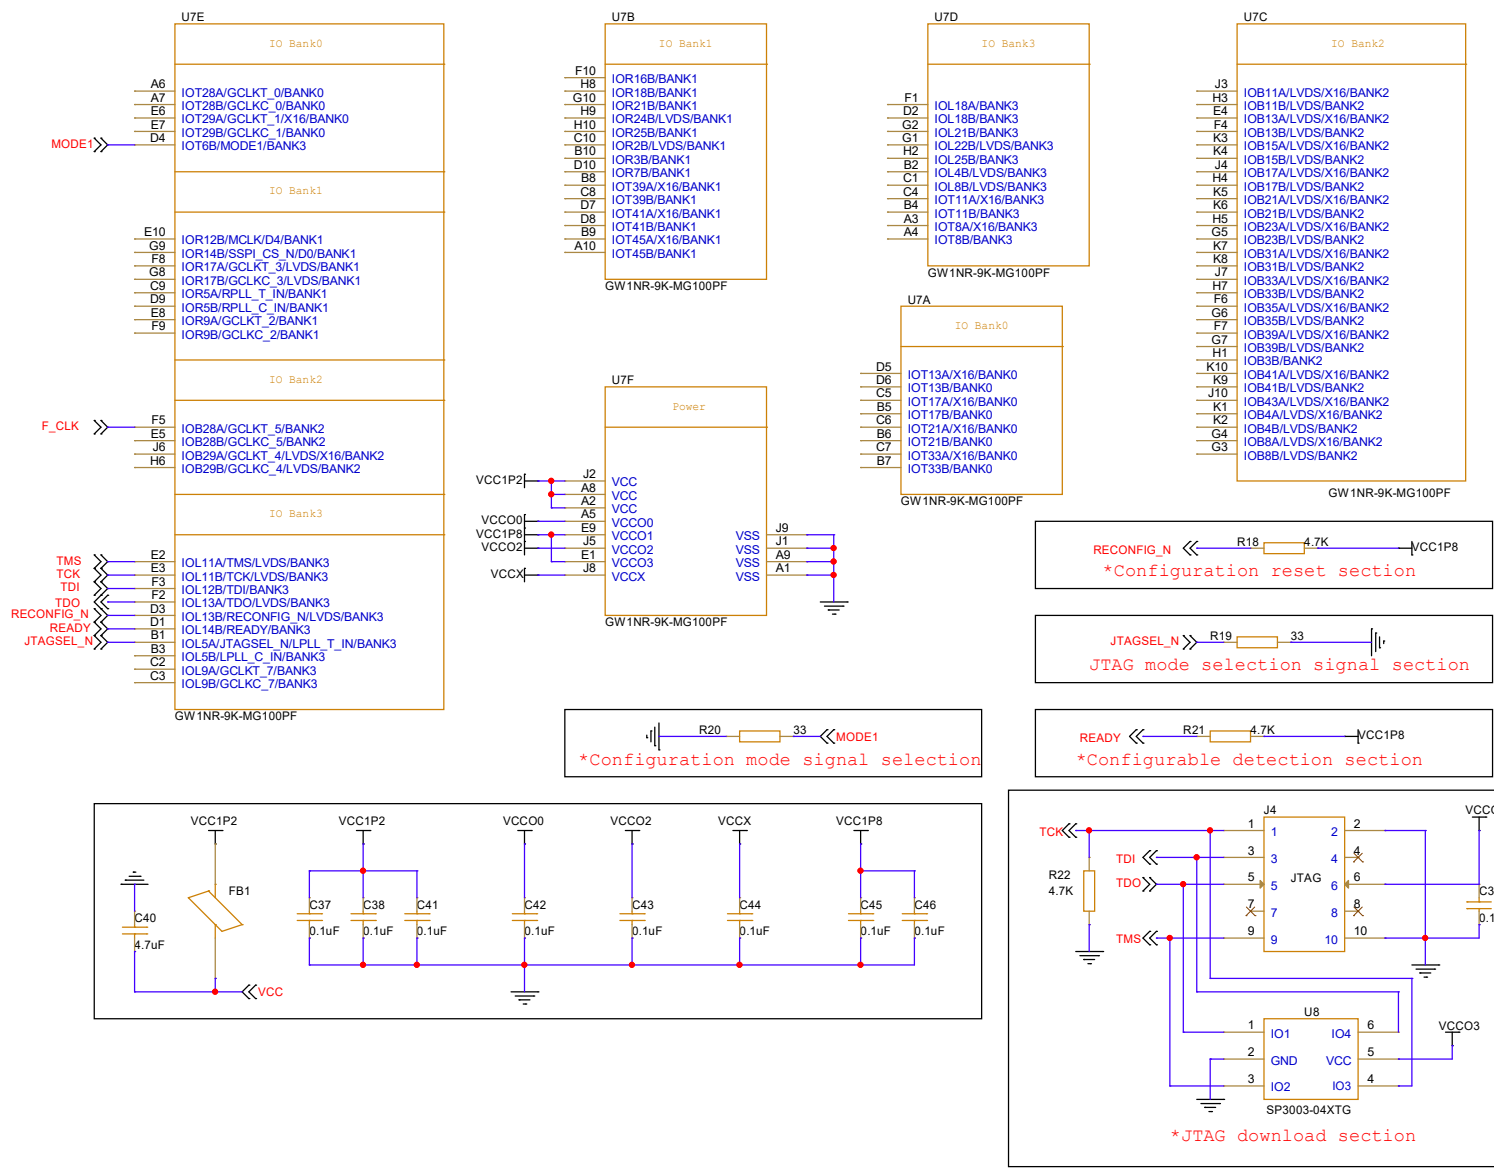 U7E
IO Bank0
A6 IOT28A/GCLKT_0/BANK0
A7 IOT28B/GCLKC_0/BANK0
E6 IOT29A/GCLKT_1/X16/BANK0
E7 IOT29B/GCLKC_1/BANK0
MODE1 D4 IOT6B/MODE1/BANK3
IO Bank1
E10 IOR12B/MCLK/D4/BANK1
G9 IOR14B/SSPI_CS_N/D0/BANK1
F8 IOR17A/GCLKT_3/LVDS/BANK1
G8 IOR17B/GCLKC_3/LVDS/BANK1
C9 IOR5A/RPLL_T_IN/BANK1
D9 IOR5B/RPLL_C_IN/BANK1
E8 IOR9A/GCLKT_2/BANK1
F9 IOR9B/GCLKC_2/BANK1
IO Bank2
F_CLK F5 IOB28A/GCLKT_5/BANK2
E5 IOB28B/GCLKC_5/BANK2
J6 IOB29A/GCLKT_4/LVDS/X16/BANK2
H6 IOB29B/GCLKC_4/LVDS/BANK2
IO Bank3
TMS E2 IOL11A/TMS/LVDS/BANK3
TCK E3 IOL11B/TCK/LVDS/BANK3
TDI F3 IOL12B/TDI/BANK3
TDO F2 IOL13A/TDO/LVDS/BANK3
RECONFIG_N D3 IOL13B/RECONFIG_N/LVDS/BANK3
READY D1 IOL14B/READY/BANK3
JTAGSEL_N B1 IOL5A/JTAGSEL_N/LPLL_T_IN/BANK3
B3 IOL5B/LPLL_C_IN/BANK3
C2 IOL9A/GCLKT_7/BANK3
C3 IOL9B/GCLKC_7/BANK3
GW1NR-9K-MG100PF
U7B
IO Bank1
F10 IOR16B/BANK1
H8 IOR18B/BANK1
G10 IOR21B/BANK1
H9 IOR24B/LVDS/BANK1
H10 IOR25B/BANK1
C10 IOR2B/LVDS/BANK1
B10 IOR3B/BANK1
D10 IOR7B/BANK1
B8 IOT39A/X16/BANK1
C8 IOT39B/BANK1
D7 IOT41A/X16/BANK1
D8 IOT41B/BANK1
B9 IOT45A/X16/BANK1
A10 IOT45B/BANK1
GW1NR-9K-MG100PF
U7D
IO Bank3
F1 IOL18A/BANK3
D2 IOL18B/BANK3
G2 IOL21B/BANK3
G1 IOL22B/LVDS/BANK3
H2 IOL25B/BANK3
B2 IOL4B/LVDS/BANK3
C1 IOL8B/LVDS/BANK3
C4 IOT11A/X16/BANK3
B4 IOT11B/BANK3
A3 IOT8A/X16/BANK3
A4 IOT8B/BANK3
GW1NR-9K-MG100PF
U7C
IO Bank2
J3 IOB11A/LVDS/X16/BANK2
H3 IOB11B/LVDS/BANK2
E4 IOB13A/LVDS/X16/BANK2
F4 IOB13B/LVDS/BANK2
K3 IOB15A/LVDS/X16/BANK2
K4 IOB15B/LVDS/BANK2
J4 IOB17A/LVDS/X16/BANK2
H4 IOB17B/LVDS/BANK2
K5 IOB21A/LVDS/X16/BANK2
K6 IOB21B/LVDS/BANK2
H5 IOB23A/LVDS/X16/BANK2
G5 IOB23B/LVDS/BANK2
K7 IOB31A/LVDS/X16/BANK2
K8 IOB31B/LVDS/BANK2
J7 IOB33A/LVDS/X16/BANK2
H7 IOB33B/LVDS/BANK2
F6 IOB35A/LVDS/X16/BANK2
G6 IOB35B/LVDS/BANK2
F7 IOB39A/LVDS/X16/BANK2
G7 IOB39B/LVDS/BANK2
H1 IOB3B/BANK2
K10 IOB41A/LVDS/X16/BANK2
K9 IOB41B/LVDS/BANK2
J10 IOB43A/LVDS/X16/BANK2
K1 IOB4A/LVDS/X16/BANK2
K2 IOB4B/LVDS/BANK2
G4 IOB8A/LVDS/X16/BANK2
G3 IOB8B/LVDS/BANK2
GW1NR-9K-MG100PF
U7A
IO Bank0
D5 IOT13A/X16/BANK0
D6 IOT13B/BANK0
C5 IOT17A/X16/BANK0
B5 IOT17B/BANK0
C6 IOT21A/X16/BANK0
B6 IOT21B/BANK0
C7 IOT33A/X16/BANK0
B7 IOT33B/BANK0
GW1NR-9K-MG100PF
U7F
Power
VCC1P2 J2 VCC
A8 VCC
A2 VCC
VCCO0 A5 VCCO0
VCC1P8 E9 VCCO1 VSS J9
VCCO2 J5 VCCO2 VSS J1
E1 VCCO3 VSS A9
VCCX J8 VCCX VSS A1
GW1NR-9K-MG100PF
RECONFIG_N R18 4.7K VCC1P8
*Configuration reset section
JTAGSEL_N R19 33
JTAG mode selection signal section
R20 33 MODE1
*Configuration mode signal selection
READY R21 4.7K VCC1P8
*Configurable detection section
VCC1P2 VCC1P2 VCCO0 VCCO2 VCCX VCC1P8
FB1
C40 C37 C38 C41 C42 C43 C44 C45 C46
4.7uF 0.1uF 0.1uF 0.1uF 0.1uF 0.1uF 0.1uF 0.1uF 0.1uF
VCC
J4
TCK 1 1 2 2
TDI 3 3 4 4
R22 TDO 5 5 JTAG 6 6
4.7K
7 7 8 8
TMS 9 9 10 10
U8
1 IO1 IO4 6 VCCO3
2 GND VCC 5
3 IO2 IO3 4
SP3003-04XTG
*JTAG download section